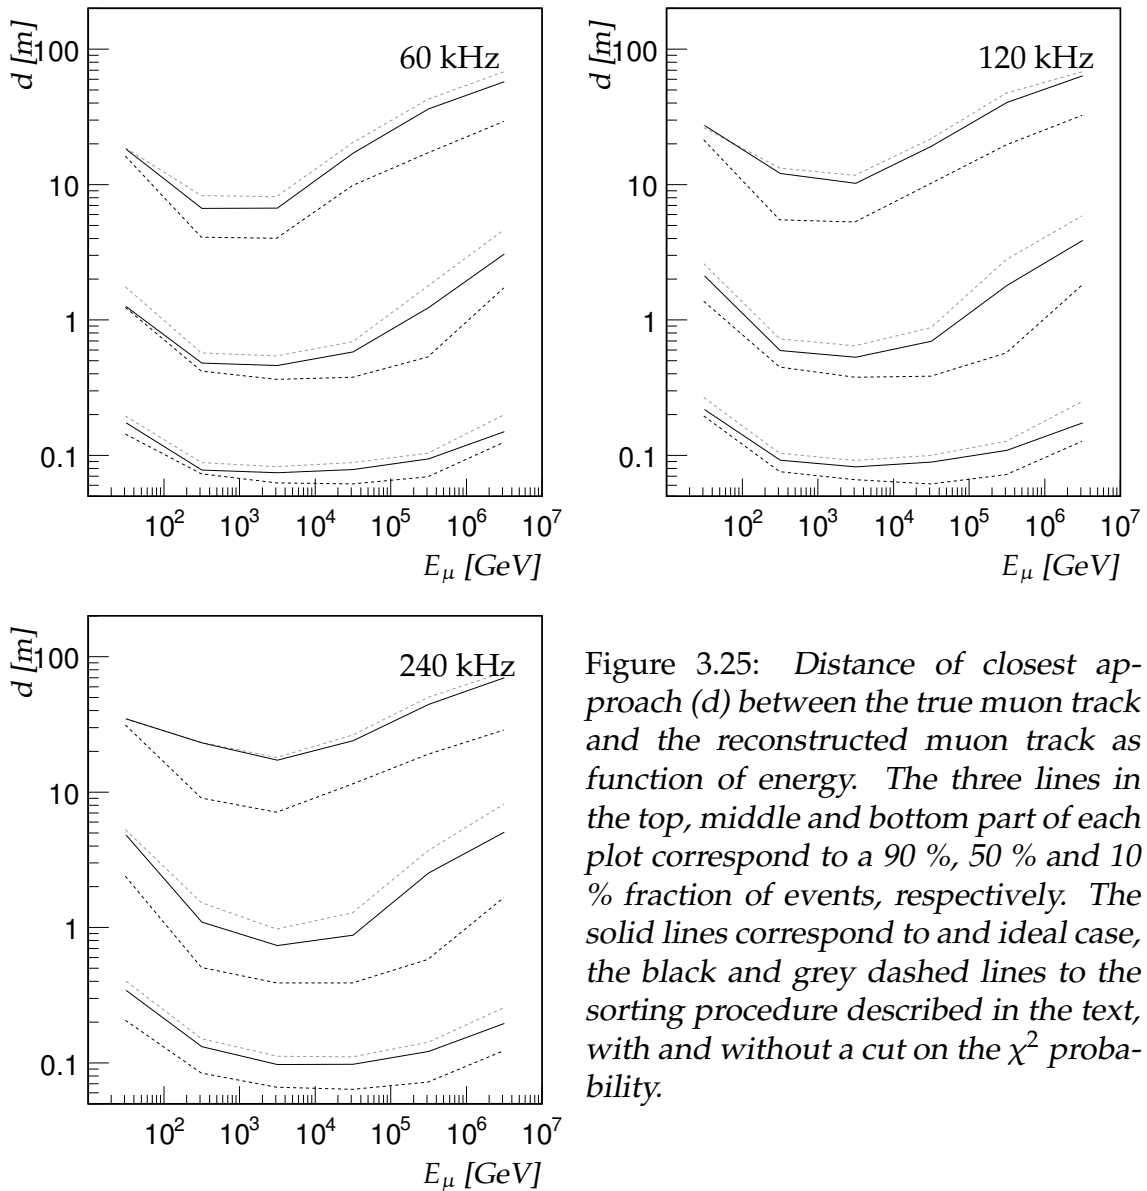 d [m]
100
10
1
0.1
60 kHz
10² 10³ 10⁴ 10⁵ 10⁶ 10⁷
Eμ [GeV]
d [m]
100
10
1
0.1
120 kHz
10² 10³ 10⁴ 10⁵ 10⁶ 10⁷
Eμ [GeV]
d [m]
100
10
1
0.1
240 kHz
10² 10³ 10⁴ 10⁵ 10⁶ 10⁷
Eμ [GeV]
Figure 3.25: Distance of closest ap-
proach (d) between the true muon track
and the reconstructed muon track as
function of energy. The three lines in
the top, middle and bottom part of each
plot correspond to a 90 %, 50 % and 10
% fraction of events, respectively. The
solid lines correspond to and ideal case,
the black and grey dashed lines to the
sorting procedure described in the text,
with and without a cut on the χ² proba-
bility.